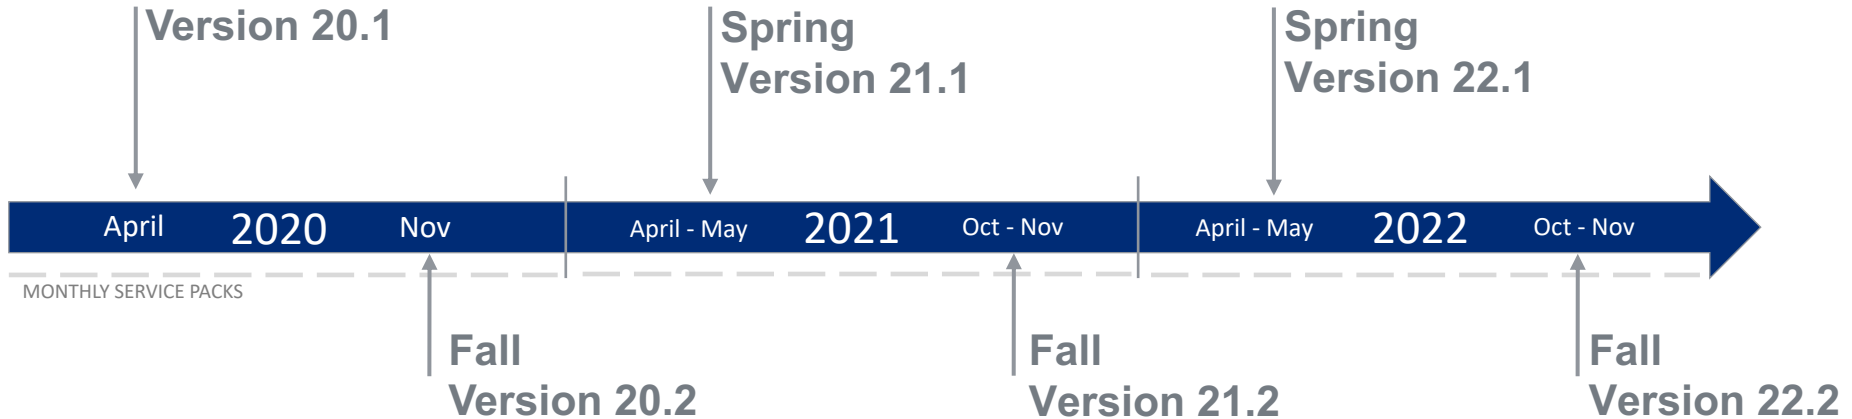 Version 20.1
Spring
Version 21.1
Spring
Version 22.1
April 2020 Nov April - May 2021 Oct - Nov April - May 2022 Oct - Nov
MONTHLY SERVICE PACKS
Fall
Version 20.2
Fall
Version 21.2
Fall
Version 22.2